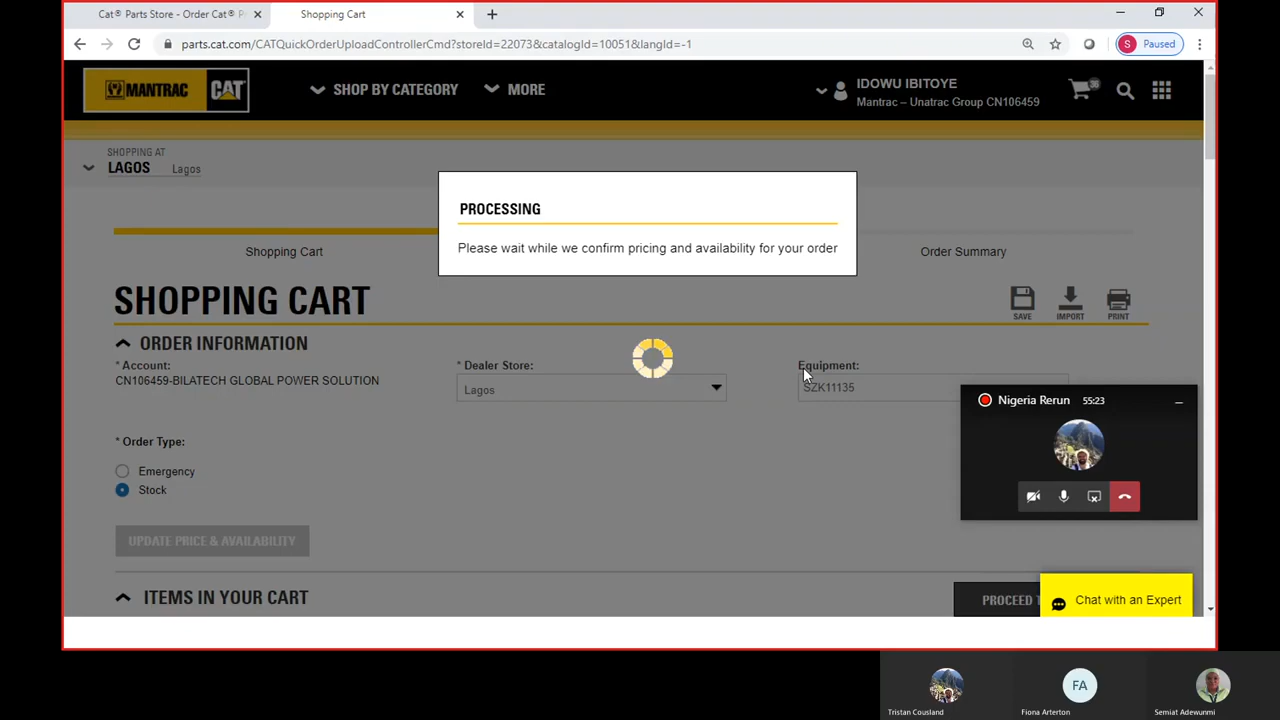 Cat® Parts Store - Order Cat® P
Shopping Cart
parts.cat.com/CATQuickOrderUploadControllerCmd?storeId=22073&catalogId=10051&langId=-1
S Paused
MANTRAC CAT
SHOP BY CATEGORY
MORE
IDOWU IBITOYE
Mantrac – Unatrac Group CN106459
36
SHOPPING AT
LAGOS Lagos
PROCESSING
Please wait while we confirm pricing and availability for your order
Shopping Cart
Order Summary
SHOPPING CART
SAVE
IMPORT
PRINT
ORDER INFORMATION
* Account:
CN106459-BILATECH GLOBAL POWER SOLUTION
* Dealer Store:
Lagos
Equipment:
SZK11135
* Order Type:
Emergency
Stock
UPDATE PRICE & AVAILABILITY
Nigeria Rerun 55:23
ITEMS IN YOUR CART
PROCEED
Chat with an Expert
Tristan Cousland
FA
Fiona Arterton
Semiat Adewunmi